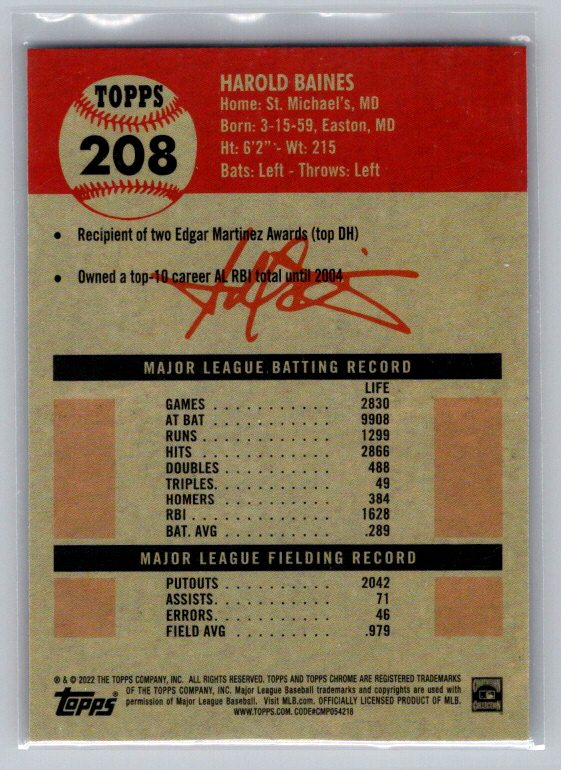 TOPPS
208
HAROLD BAINES
Home: St. Michael's, MD
Born: 3-15-59, Easton, MD
Ht: 6'2" - Wt: 215
Bats: Left - Throws: Left
• Recipient of two Edgar Martinez Awards (top DH)
• Owned a top-10 career AL RBI total until 2004
MAJOR LEAGUE BATTING RECORD
LIFE
GAMES . . . . . . . . . . . 2830
AT BAT . . . . . . . . . . . 9908
RUNS . . . . . . . . . . . . 1299
HITS . . . . . . . . . . . . 2866
DOUBLES . . . . . . . . . . 488
TRIPLES. . . . . . . . . . . 49
HOMERS . . . . . . . . . . 384
RBI . . . . . . . . . . . . . 1628
BAT. AVG . . . . . . . . . . .289
MAJOR LEAGUE FIELDING RECORD
PUTOUTS . . . . . . . . . . 2042
ASSISTS. . . . . . . . . . . 71
ERRORS. . . . . . . . . . . 46
FIELD AVG . . . . . . . . . .979
® & © 2022 THE TOPPS COMPANY, INC. ALL RIGHTS RESERVED. TOPPS AND TOPPS CHROME ARE REGISTERED TRADEMARKS
OF THE TOPPS COMPANY, INC. Major League Baseball trademarks and copyrights are used with
permission of Major League Baseball. Visit MLB.com. OFFICIALLY LICENSED PRODUCT OF MLB.
WWW.TOPPS.COM. CODE#CMP054218
Topps
COOPERSTOWN
COLLECTION